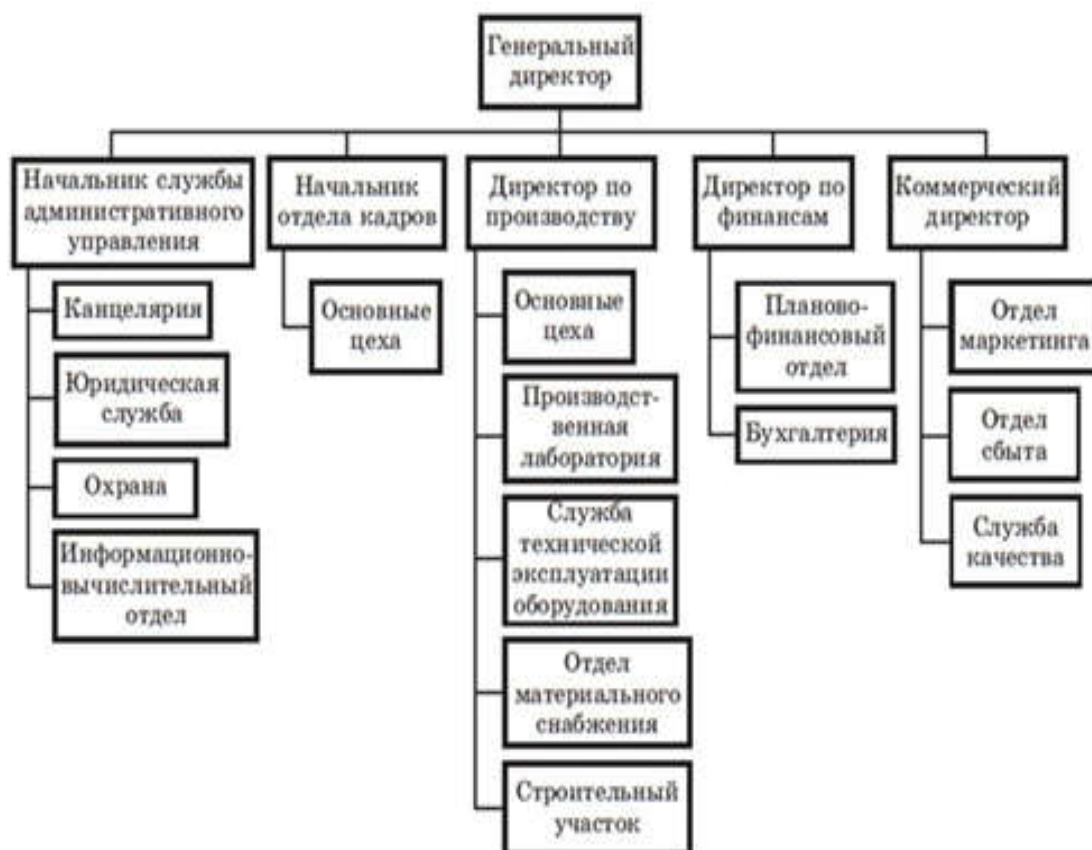 Генеральный
директор
Начальник службы
административного
управления
Начальник
отдела кадров
Директор по
производству
Директор по
финансам
Коммерческий
директор
Канцелярия
Юридическая
служба
Охрана
Информационно-
вычислительный
отдел
Основные
цеха
Основные
цеха
Производст-
венная
лаборатория
Служба
технической
эксплуатации
оборудования
Отдел
материального
снабжения
Строительный
участок
Планово-
финансовый
отдел
Бухгалтерия
Отдел
маркетинга
Отдел
сбыта
Служба
качества